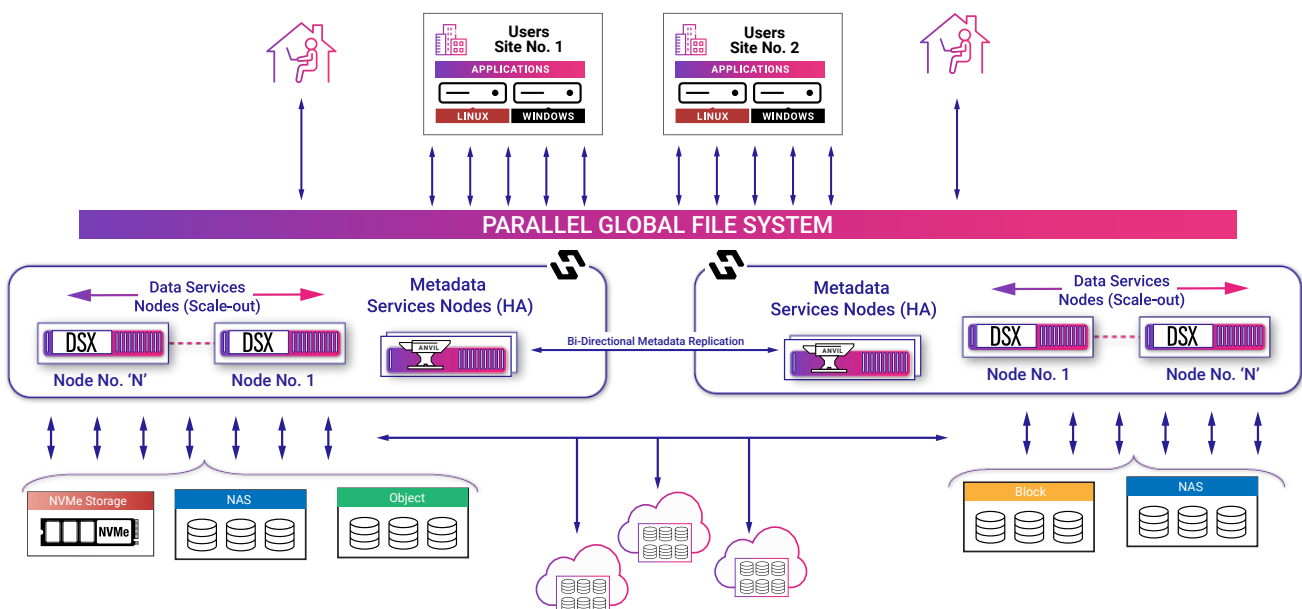 Users
Site No. 1
APPLICATIONS
LINUX
WINDOWS
Users
Site No. 2
APPLICATIONS
LINUX
WINDOWS
PARALLEL GLOBAL FILE SYSTEM
Data Services
Nodes (Scale-out)
DSX
DSX
Node No. ‘N’
Node No. 1
Metadata
Services Nodes (HA)
ANVIL
Bi-Directional Metadata Replication
Metadata
Services Nodes (HA)
ANVIL
Data Services
Nodes (Scale-out)
DSX
DSX
Node No. 1
Node No. ‘N’
NVMe Storage
NVMe
NAS
Object
Block
NAS